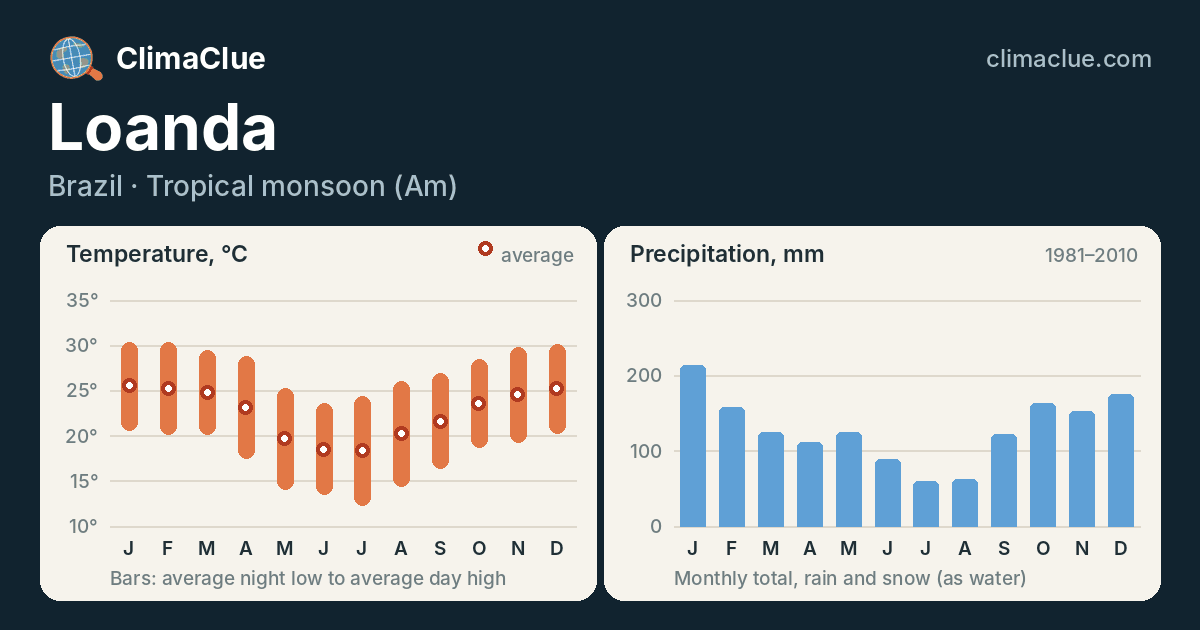 ClimaClue
climaclue.com
Loanda
Brazil · Tropical monsoon (Am)
Temperature, °C
average
35°
30°
25°
20°
15°
10°
J F M A M J J A S O N D
Bars: average night low to average day high
Precipitation, mm
1981–2010
300
200
100
0
J F M A M J J A S O N D
Monthly total, rain and snow (as water)